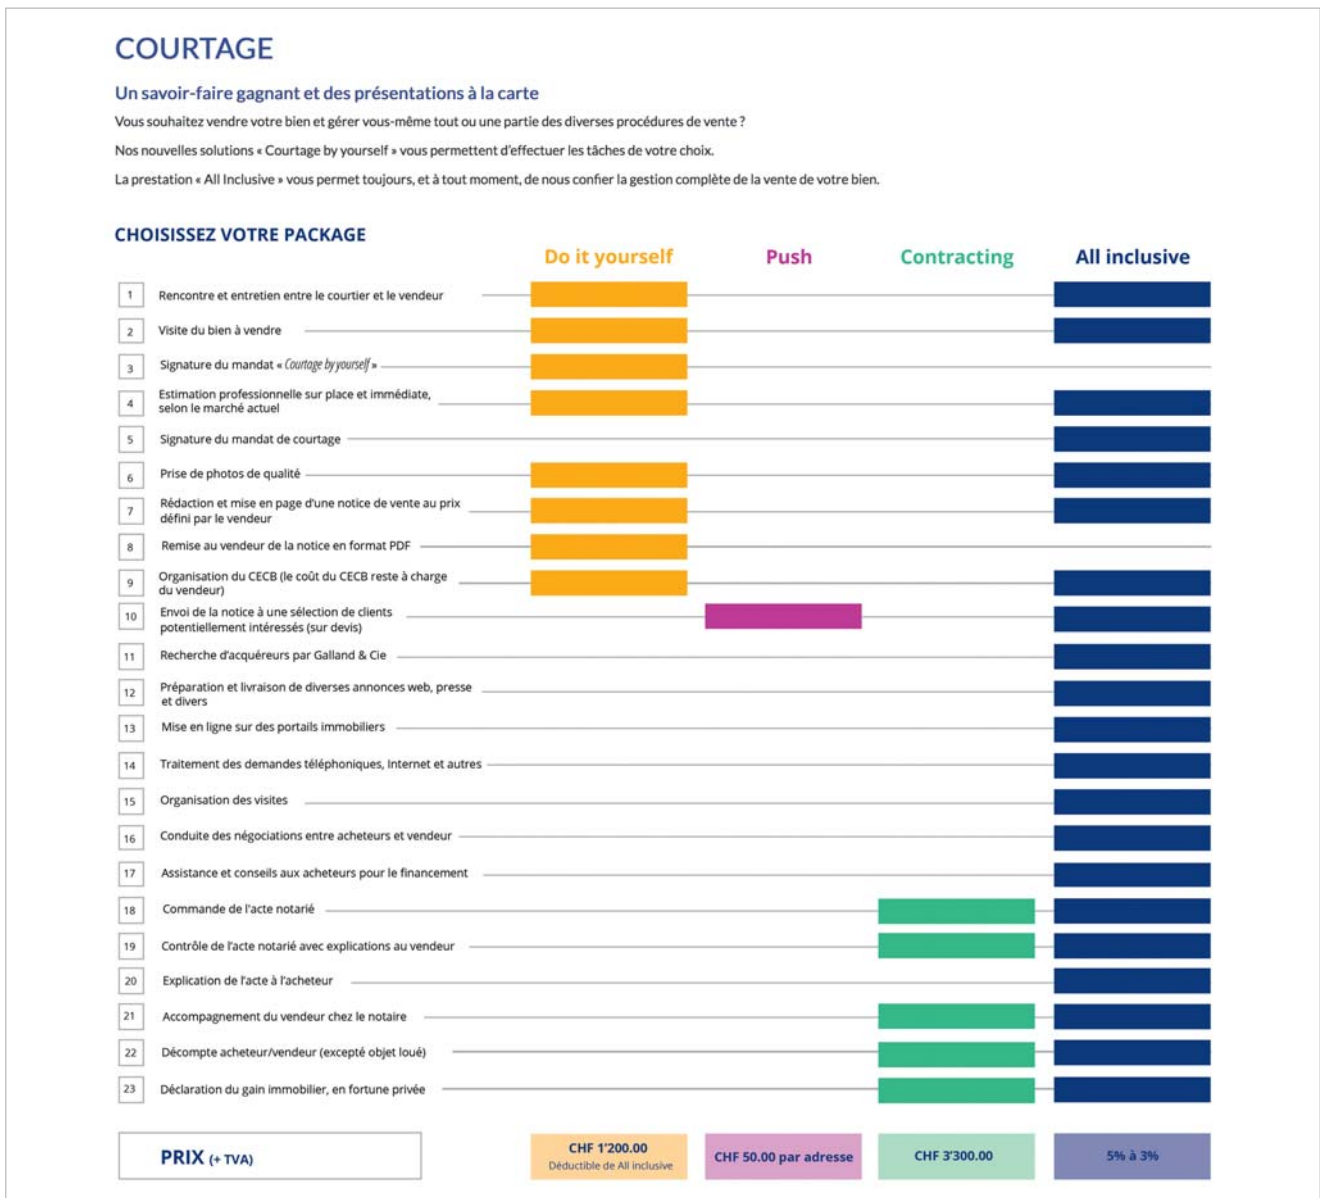 COURTAGE
Un savoir-faire gagnant et des présentations à la carte
Vous souhaitez vendre votre bien et gérer vous-même tout ou une partie des diverses procédures de vente ?
Nos nouvelles solutions « Courtage by yourself » vous permettent d'effectuer les tâches de votre choix.
La prestation « All Inclusive » vous permet toujours, et à tout moment, de nous confier la gestion complète de la vente de votre bien.
CHOISISSEZ VOTRE PACKAGE
Do it yourself Push Contracting All inclusive
1 Rencontre et entretien entre le courtier et le vendeur
2 Visite du bien à vendre
3 Signature du mandat « Courtage by yourself »
4 Estimation professionnelle sur place et immédiate,
selon le marché actuel
5 Signature du mandat de courtage
6 Prise de photos de qualité
7 Rédaction et mise en page d'une notice de vente au prix
défini par le vendeur
8 Remise au vendeur de la notice en format PDF
9 Organisation du CECB (le coût du CECB reste à charge
du vendeur)
10 Envoi de la notice à une sélection de clients
potentiellement intéressés (sur devis)
11 Recherche d'acquéreurs par Galland & Cie
12 Préparation et livraison de diverses annonces web, presse
et divers
13 Mise en ligne sur des portails immobiliers
14 Traitement des demandes téléphoniques, Internet et autres
15 Organisation des visites
16 Conduite des négociations entre acheteurs et vendeur
17 Assistance et conseils aux acheteurs pour le financement
18 Commande de l'acte notarié
19 Contrôle de l'acte notarié avec explications au vendeur
20 Explication de l'acte à l'acheteur
21 Accompagnement du vendeur chez le notaire
22 Décompte acheteur/vendeur (excepté objet loué)
23 Déclaration du gain immobilier, en fortune privée
PRIX (+ TVA) CHF 1'200.00 CHF 50.00 par adresse CHF 3'300.00 5% à 3%
Déductible de All inclusive